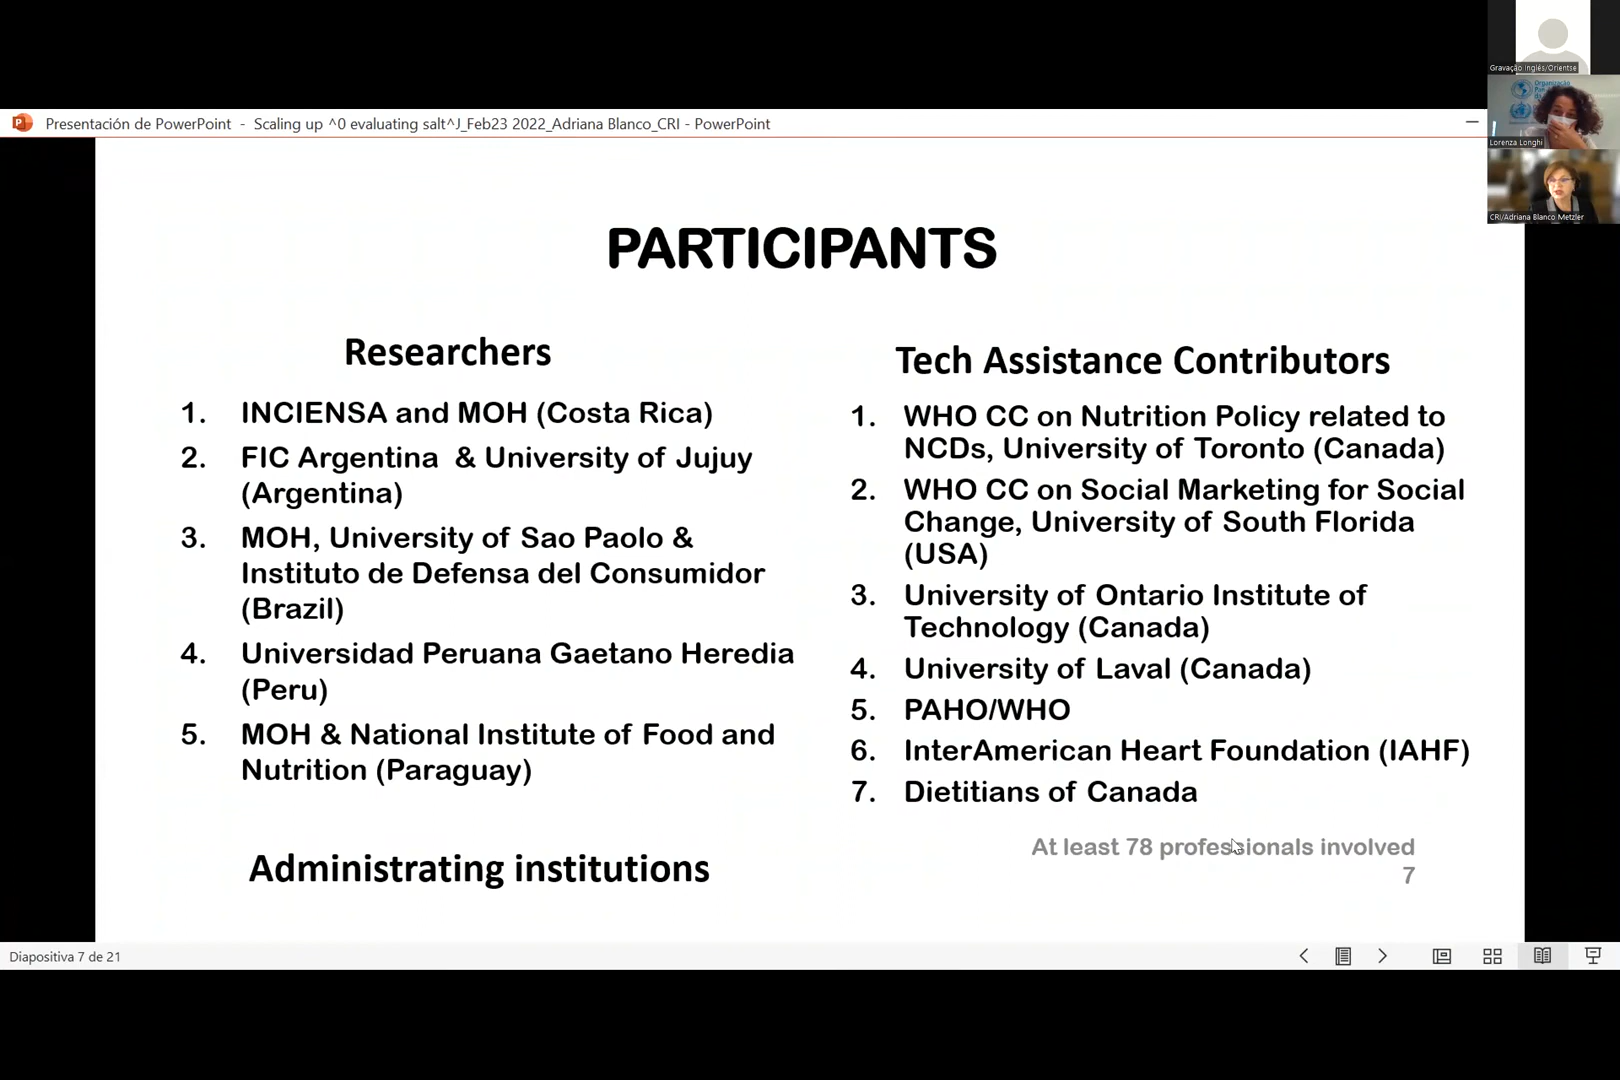 Presentación de PowerPoint - Scaling up ^0 evaluating salt^J_Feb23 2022_Adriana Blanco_CRI - PowerPoint
Gravação Inglês/Orientse
Lorenza Longhi
CRI/Adriana Blanco Metzler
PARTICIPANTS
Researchers
1. INCIENSA and MOH (Costa Rica)
2. FIC Argentina & University of Jujuy
(Argentina)
3. MOH, University of Sao Paolo &
Instituto de Defensa del Consumidor
(Brazil)
4. Universidad Peruana Gaetano Heredia
(Peru)
5. MOH & National Institute of Food and
Nutrition (Paraguay)
Administrating institutions
Tech Assistance Contributors
1. WHO CC on Nutrition Policy related to
NCDs, University of Toronto (Canada)
2. WHO CC on Social Marketing for Social
Change, University of South Florida
(USA)
3. University of Ontario Institute of
Technology (Canada)
4. University of Laval (Canada)
5. PAHO/WHO
6. InterAmerican Heart Foundation (IAHF)
7. Dietitians of Canada
At least 78 professionals involved
7
Diapositiva 7 de 21